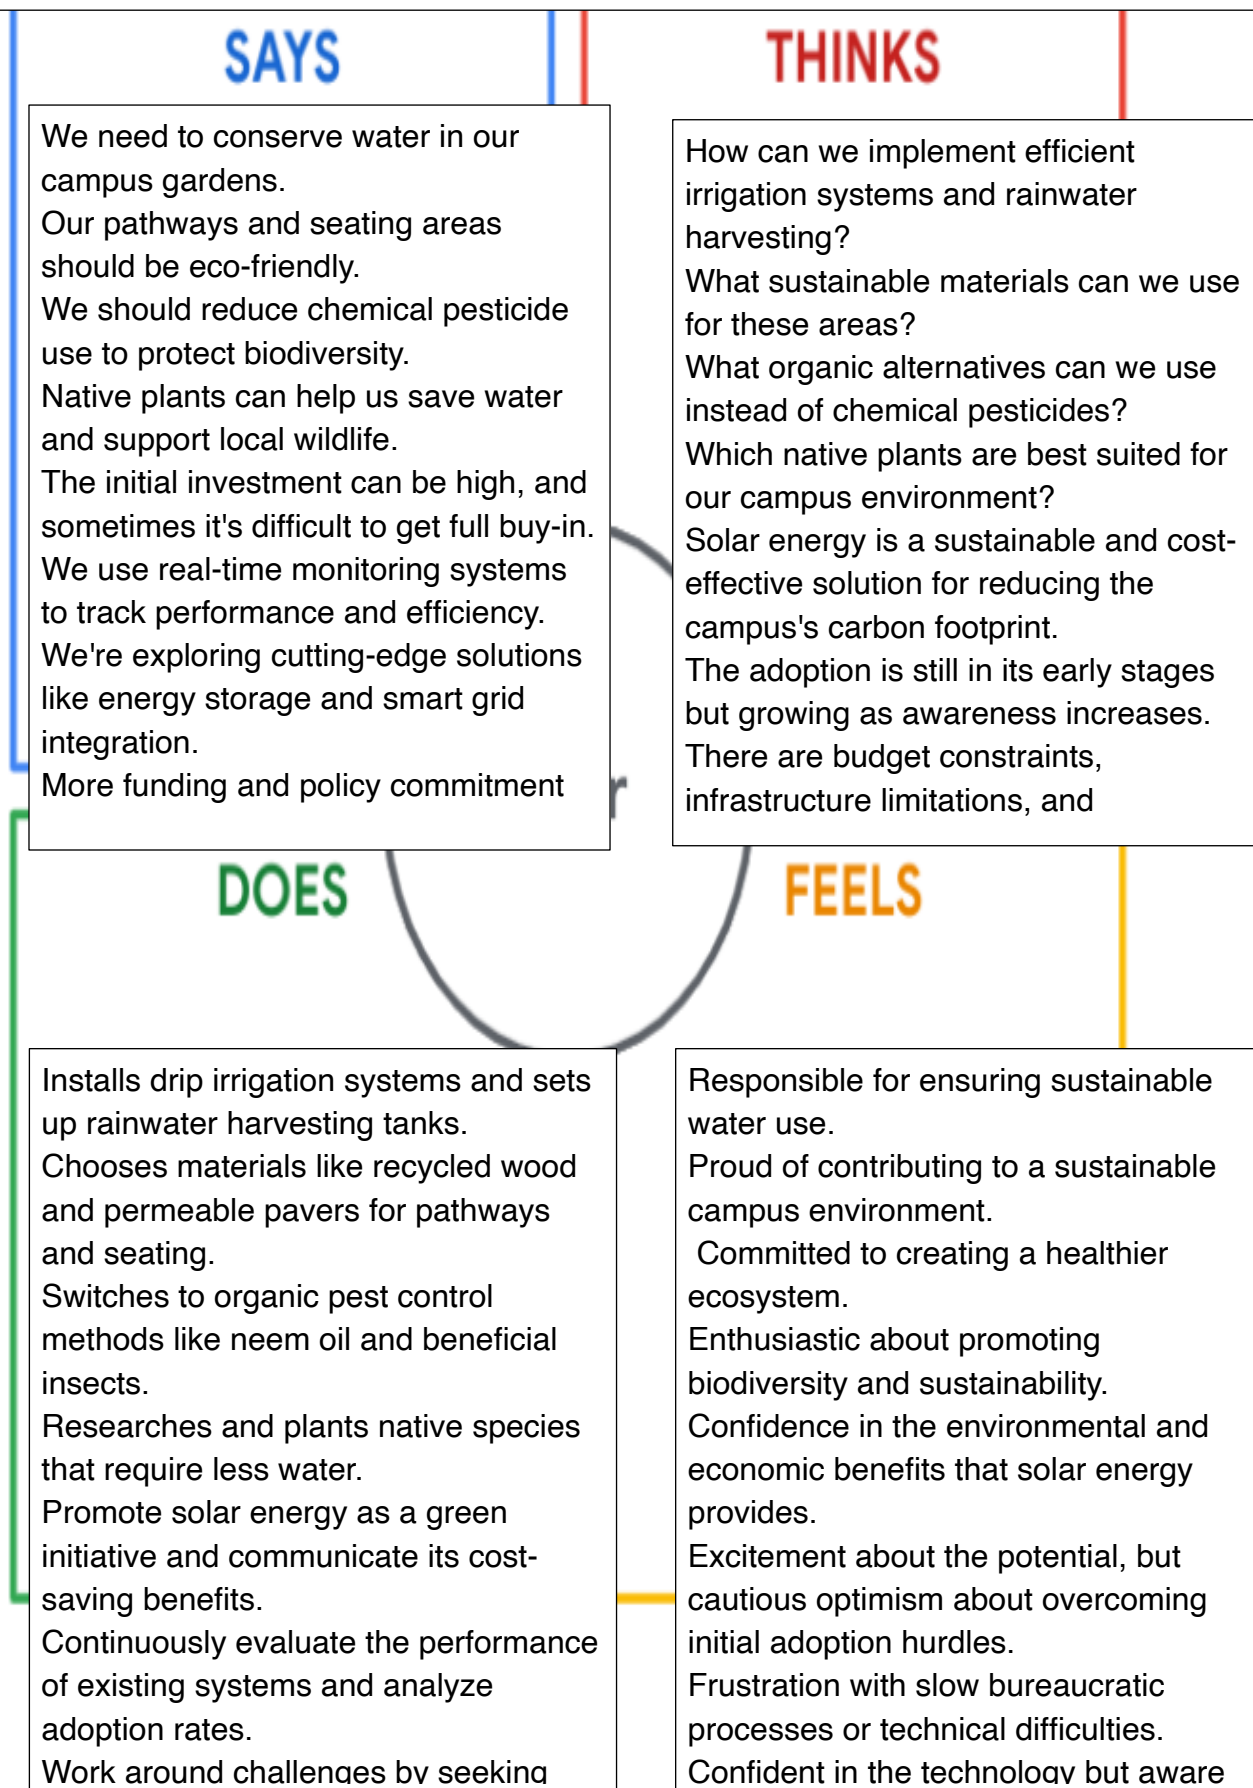 SAYS
We need to conserve water in our
campus gardens.
Our pathways and seating areas
should be eco-friendly.
We should reduce chemical pesticide
use to protect biodiversity.
Native plants can help us save water
and support local wildlife.
The initial investment can be high, and
sometimes it's difficult to get full buy-in.
We use real-time monitoring systems
to track performance and efficiency.
We're exploring cutting-edge solutions
like energy storage and smart grid
integration.
More funding and policy commitment
THINKS
How can we implement efficient
irrigation systems and rainwater
harvesting?
What sustainable materials can we use
for these areas?
What organic alternatives can we use
instead of chemical pesticides?
Which native plants are best suited for
our campus environment?
Solar energy is a sustainable and cost-
effective solution for reducing the
campus's carbon footprint.
The adoption is still in its early stages
but growing as awareness increases.
There are budget constraints,
infrastructure limitations, and
r
DOES
Installs drip irrigation systems and sets
up rainwater harvesting tanks.
Chooses materials like recycled wood
and permeable pavers for pathways
and seating.
Switches to organic pest control
methods like neem oil and beneficial
insects.
Researches and plants native species
that require less water.
Promote solar energy as a green
initiative and communicate its cost-
saving benefits.
Continuously evaluate the performance
of existing systems and analyze
adoption rates.
Work around challenges by seeking
FEELS
Responsible for ensuring sustainable
water use.
Proud of contributing to a sustainable
campus environment.
Committed to creating a healthier
ecosystem.
Enthusiastic about promoting
biodiversity and sustainability.
Confidence in the environmental and
economic benefits that solar energy
provides.
Excitement about the potential, but
cautious optimism about overcoming
initial adoption hurdles.
Frustration with slow bureaucratic
processes or technical difficulties.
Confident in the technology but aware